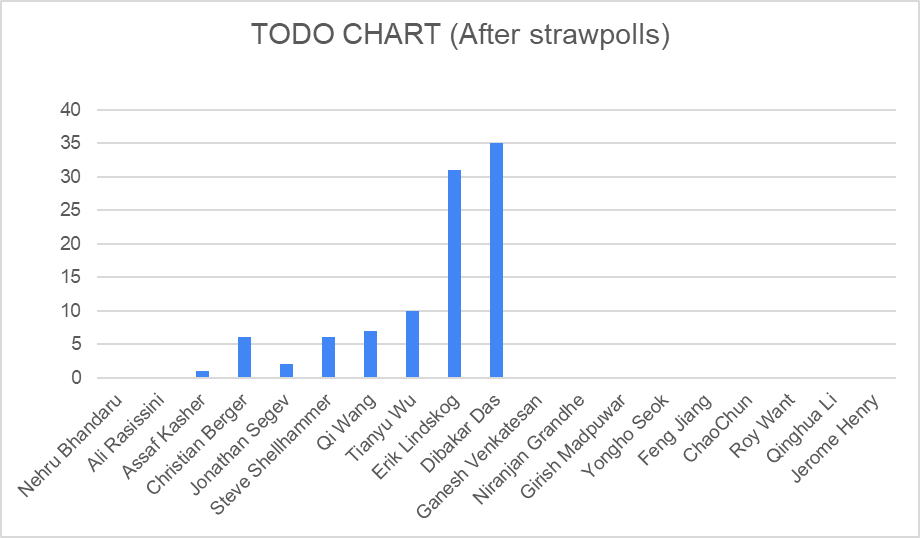 TODO CHART (After strawpolls)
40
35
30
25
20
15
10
5
0
Nehru Bhandaru
Ali Rasissini
Assaf Kasher
Christian Berger
Jonathan Segev
Steve Shellhammer
Qi Wang
Tianyu Wu
Erik Lindskog
Dibakar Das
Ganesh Venkatesan
Niranjan Grandhe
Girish Madpuwar
Yongho Seok
Feng Jiang
ChaoChun
Roy Want
Qinghua Li
Jerome Henry